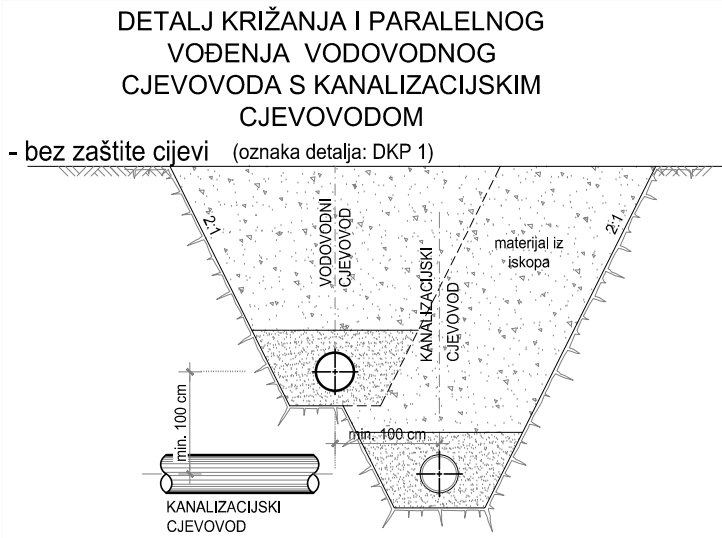 DETALJ KRIŽANJA I PARALELNOG
VOĐENJA VODOVODNOG
CJEVOVODA S KANALIZACIJSKIM
CJEVOVODOM
- bez zaštite cijevi (oznaka detalja: DKP 1)
2:1
VODOVODNI
CJEVOVOD
KANALIZACIJSKI
CJEVOVOD
materijal iz
iskopa
2:1
min. 100 cm
min. 100 cm
KANALIZACIJSKI
CJEVOVOD